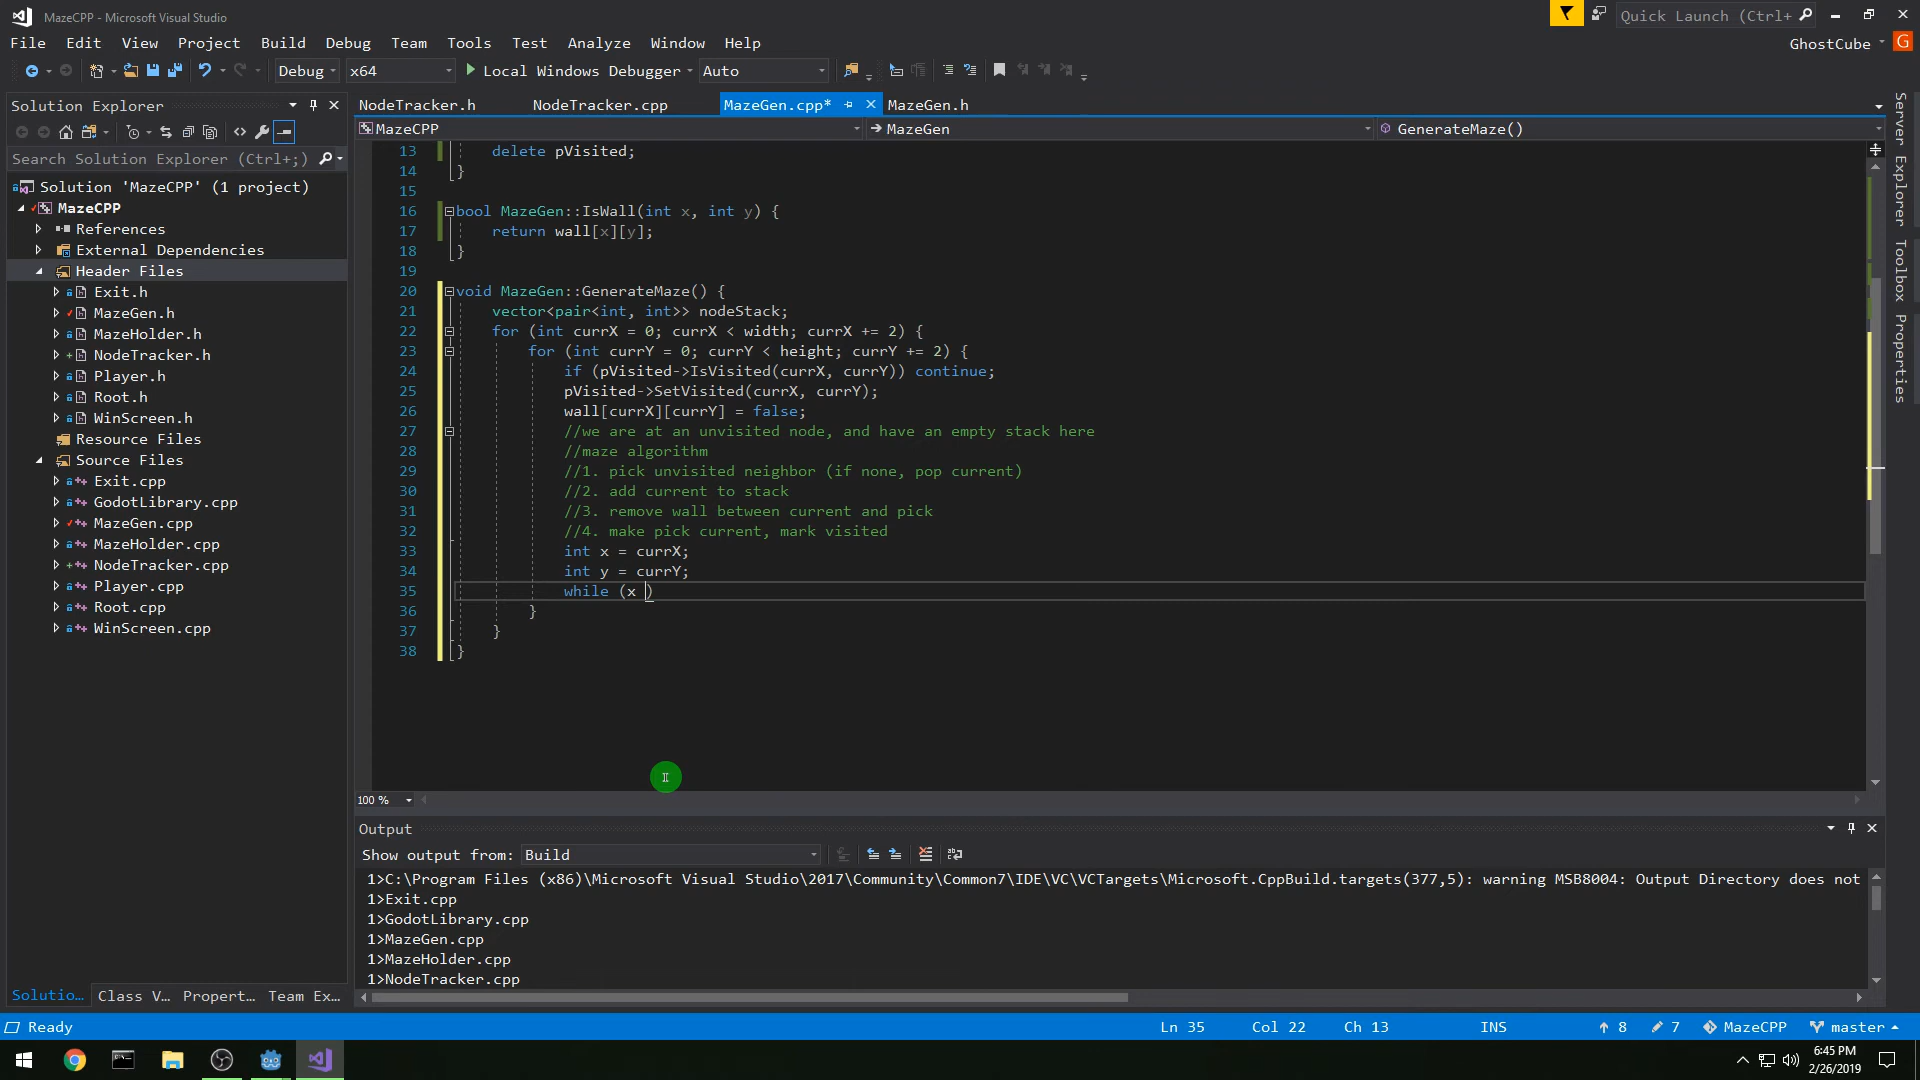 MazeCPP - Microsoft Visual Studio
Quick Launch (Ctrl+
File Edit View Project Build Debug Team Tools Test Analyze Window Help
GhostCube
G
Debug x64 Local Windows Debugger Auto
Solution Explorer
Search Solution Explorer (Ctrl+;)
Solution 'MazeCPP' (1 project)
MazeCPP
References
External Dependencies
Header Files
Exit.h
MazeGen.h
MazeHolder.h
NodeTracker.h
Player.h
Root.h
WinScreen.h
Resource Files
Source Files
Exit.cpp
GodotLibrary.cpp
MazeGen.cpp
MazeHolder.cpp
NodeTracker.cpp
Player.cpp
Root.cpp
WinScreen.cpp
Solutio... Class V... Propert... Team Ex...
NodeTracker.h NodeTracker.cpp MazeGen.cpp* MazeGen.h
MazeCPP MazeGen GenerateMaze()
13 delete pVisited;
14 }
15
16 bool MazeGen::IsWall(int x, int y) {
17 return wall[x][y];
18 }
19
20 void MazeGen::GenerateMaze() {
21 vector<pair<int, int>> nodeStack;
22 for (int currX = 0; currX < width; currX += 2) {
23 for (int currY = 0; currY < height; currY += 2) {
24 if (pVisited->IsVisited(currX, currY)) continue;
25 pVisited->SetVisited(currX, currY);
26 wall[currX][currY] = false;
27 //we are at an unvisited node, and have an empty stack here
28 //maze algorithm
29 //1. pick unvisited neighbor (if none, pop current)
30 //2. add current to stack
31 //3. remove wall between current and pick
32 //4. make pick current, mark visited
33 int x = currX;
34 int y = currY;
35 while (x )
36 }
37 }
38 }
100 %
Output
Show output from: Build
1>C:\Program Files (x86)\Microsoft Visual Studio\2017\Community\Common7\IDE\VC\VCTargets\Microsoft.CppBuild.targets(377,5): warning MSB8004: Output Directory does not
1>Exit.cpp
1>GodotLibrary.cpp
1>MazeGen.cpp
1>MazeHolder.cpp
1>NodeTracker.cpp
Server Explorer
Toolbox
Properties
Ready Ln 35 Col 22 Ch 13 INS 8 7 MazeCPP master
6:45 PM
2/26/2019